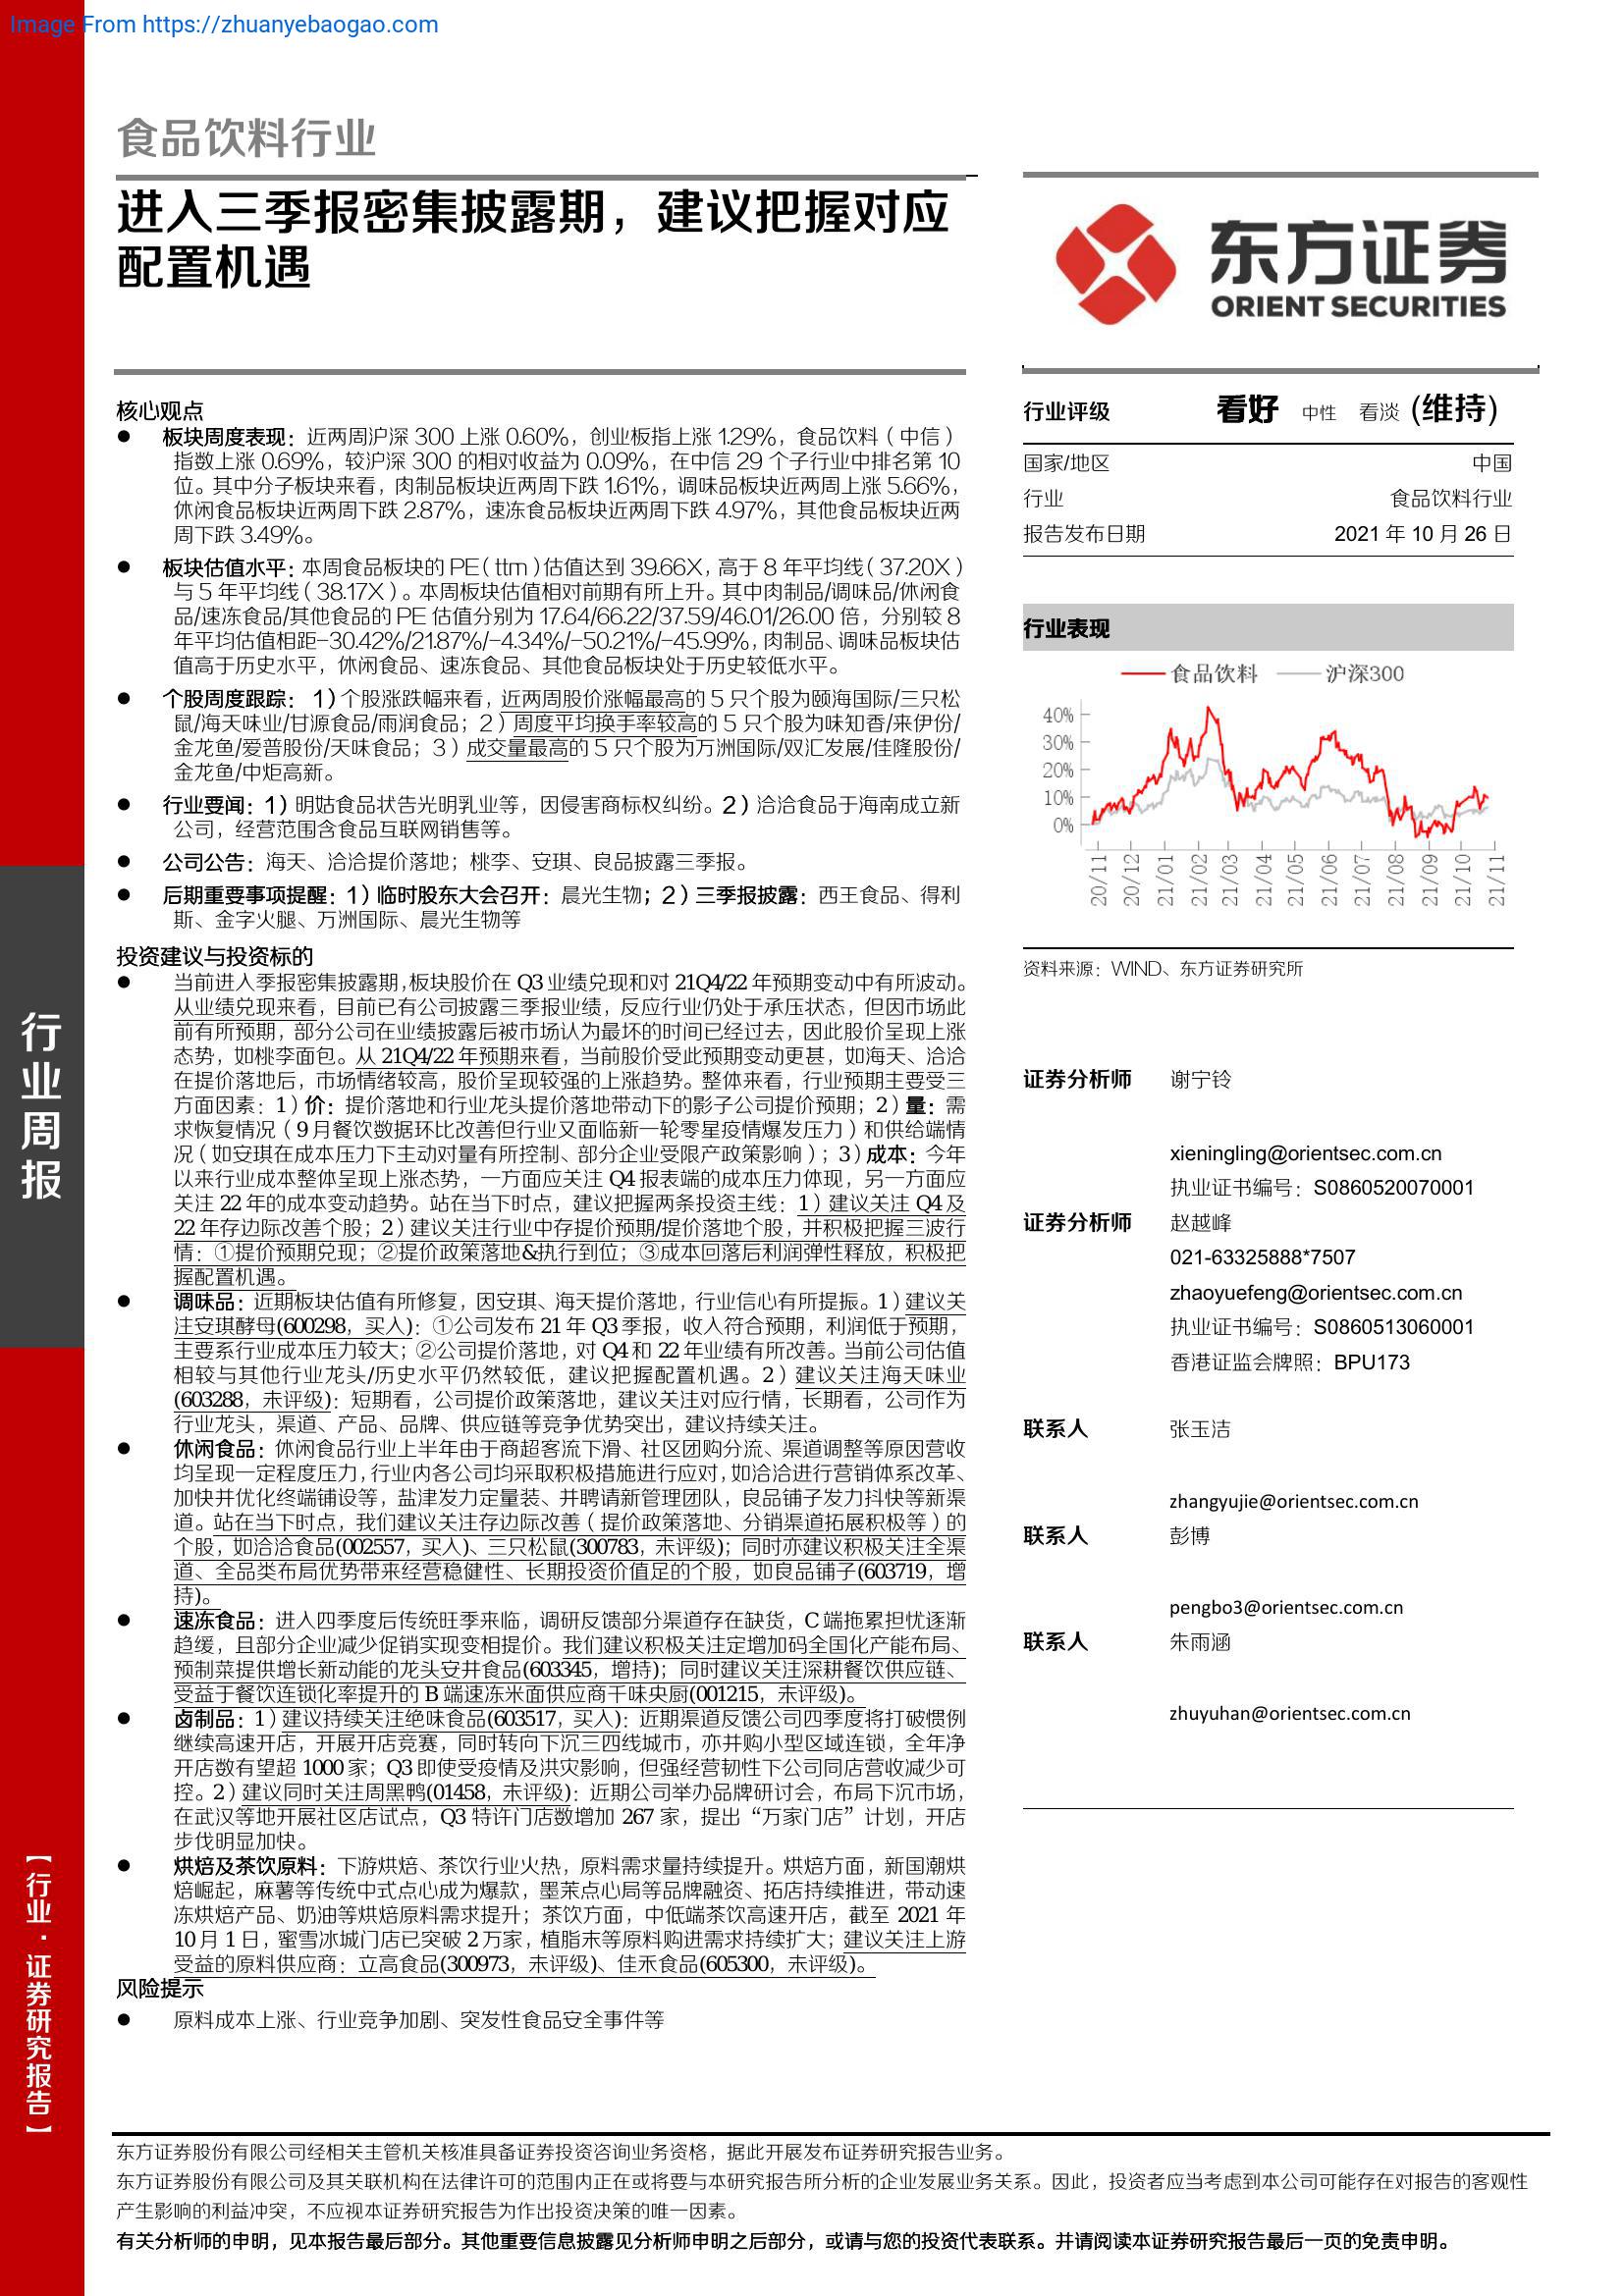 Image From https://zhuanyebaogao.com
食品饮料行业
进入三季报密集披露期，建议把握对应
配置机遇
核心观点
● 板块周度表现：近两周沪深 300 上涨 0.60%，创业板指上涨 1.29%，食品饮料（中信）
指数上涨 0.69%，较沪深 300 的相对收益为 0.09%，在中信 29 个子行业中排名第 10
位。其中分子板块来看，肉制品板块近两周下跌 1.61%，调味品板块近两周上涨 5.66%，
休闲食品板块近两周下跌 2.87%，速冻食品板块近两周下跌 4.97%，其他食品板块近两
周下跌 3.49%。
● 板块估值水平：本周食品板块的 PE（ttm）估值达到 39.66X，高于 8 年平均线（37.20X）
与 5 年平均线（38.17X）。本周板块估值相对前期有所上升。其中肉制品/调味品/休闲食
品/速冻食品/其他食品的 PE 估值分别为 17.64/66.22/37.59/46.01/26.00 倍，分别较 8
年平均估值相距-30.42%/21.87%/-4.34%/-50.21%/-45.99%，肉制品、调味品板块估
值高于历史水平，休闲食品、速冻食品、其他食品板块处于历史较低水平。
● 个股周度跟踪：1）个股涨跌幅来看，近两周股价涨幅最高的 5 只个股为颐海国际/三只松
鼠/海天味业/甘源食品/雨润食品；2）周度平均换手率较高的 5 只个股为味知香/来伊份/
金龙鱼/爱普股份/天味食品；3）成交量最高的 5 只个股为万洲国际/双汇发展/佳隆股份/
金龙鱼/中炬高新。
● 行业要闻：1）明姑食品状告光明乳业等，因侵害商标权纠纷。2）洽洽食品于海南成立新
公司，经营范围含食品互联网销售等。
● 公司公告：海天、洽洽提价落地；桃李、安琪、良品披露三季报。
● 后期重要事项提醒：1）临时股东大会召开：晨光生物；2）三季报披露：西王食品、得利
斯、金字火腿、万洲国际、晨光生物等
投资建议与投资标的
● 当前进入季报密集披露期，板块股价在 Q3 业绩兑现和对 21Q4/22 年预期变动中有所波动。
从业绩兑现来看，目前已有公司披露三季报业绩，反应行业仍处于承压状态，但因市场此
前有所预期，部分公司在业绩披露后被市场认为最坏的时间已经过去，因此股价呈现上涨
态势，如桃李面包。从 21Q4/22 年预期来看，当前股价受此预期变动更甚，如海天、洽洽
在提价落地后，市场情绪较高，股价呈现较强的上涨趋势。整体来看，行业预期主要受三
方面因素：1）价：提价落地和行业龙头提价落地带动下的影子公司提价预期；2）量：需
求恢复情况（9 月餐饮数据环比改善但行业又面临新一轮零星疫情爆发压力）和供给端情
况（如安琪在成本压力下主动对量有所控制、部分企业受限产政策影响）；3）成本：今年
以来行业成本整体呈现上涨态势，一方面应关注 Q4 报表端的成本压力体现，另一方面应
关注 22 年的成本变动趋势。站在当下时点，建议把握两条投资主线：1）建议关注 Q4 及
22 年存边际改善个股；2）建议关注行业中存提价预期/提价落地个股，并积极把握三波行
情：①提价预期兑现；②提价政策落地&执行到位；③成本回落后利润弹性释放，积极把
握配置机遇。
● 调味品：近期板块估值有所修复，因安琪、海天提价落地，行业信心有所提振。1）建议关
注安琪酵母(600298，买入)：①公司发布 21 年 Q3 季报，收入符合预期，利润低于预期，
主要系行业成本压力较大；②公司提价落地，对 Q4 和 22 年业绩有所改善。当前公司估值
相较与其他行业龙头/历史水平仍然较低，建议把握配置机遇。2）建议关注海天味业
(603288，未评级)：短期看，公司提价政策落地，建议关注对应行情，长期看，公司作为
行业龙头，渠道、产品、品牌、供应链等竞争优势突出，建议持续关注。
● 休闲食品：休闲食品行业上半年由于商超客流下滑、社区团购分流、渠道调整等原因营收
均呈现一定程度压力，行业内各公司均采取积极措施进行应对，如洽洽进行营销体系改革、
加快并优化终端铺设等，盐津发力定量装、并聘请新管理团队，良品铺子发力抖快等新渠
道。站在当下时点，我们建议关注存边际改善（提价政策落地、分销渠道拓展积极等）的
个股，如洽洽食品(002557，买入)、三只松鼠(300783，未评级)；同时亦建议积极关注全渠
道、全品类布局优势带来经营稳健性、长期投资价值足的个股，如良品铺子(603719，增
持)。
● 速冻食品：进入四季度后传统旺季来临，调研反馈部分渠道存在缺货，C 端拖累担忧逐渐
趋缓，且部分企业减少促销实现变相提价。我们建议积极关注定增加码全国化产能布局、
预制菜提供增长新动能的龙头安井食品(603345，增持)；同时建议关注深耕餐饮供应链、
受益于餐饮连锁化率提升的 B 端速冻米面供应商千味央厨(001215，未评级)。
● 卤制品：1）建议持续关注绝味食品(603517，买入)：近期渠道反馈公司四季度将打破惯例
继续高速开店，开展开店竞赛，同时转向下沉三四线城市，亦并购小型区域连锁，全年净
开店数有望超 1000 家；Q3 即使受疫情及洪灾影响，但强经营韧性下公司同店营收减少可
控。2）建议同时关注周黑鸭(01458，未评级)：近期公司举办品牌研讨会，布局下沉市场，
在武汉等地开展社区店试点，Q3 特许门店数增加 267 家，提出“万家门店”计划，开店
步伐明显加快。
● 烘焙及茶饮原料：下游烘焙、茶饮行业火热，原料需求量持续提升。烘焙方面，新国潮烘
焙崛起，麻薯等传统中式点心成为爆款，墨茉点心局等品牌融资、拓店持续推进，带动速
冻烘焙产品、奶油等烘焙原料需求提升；茶饮方面，中低端茶饮高速开店，截至 2021 年
10 月 1 日，蜜雪冰城门店已突破 2 万家，植脂末等原料购进需求持续扩大；建议关注上游
受益的原料供应商：立高食品(300973，未评级)、佳禾食品(605300，未评级)。
风险提示
● 原料成本上涨、行业竞争加剧、突发性食品安全事件等
东方证券
ORIENT SECURITIES
行业评级 看好 中性 看淡 (维持)
国家/地区 中国
行业 食品饮料行业
报告发布日期 2021 年 10 月 26 日
行业表现
食品饮料 沪深300
40%
30%
20%
10%
0%
20/11 20/12 21/01 21/02 21/03 21/04 21/05 21/06 21/07 21/08 21/09 21/10 21/11
资料来源：WIND、东方证券研究所
证券分析师 谢宁铃
xieningling@orientsec.com.cn
执业证书编号：S0860520070001
证券分析师 赵越峰
021-63325888*7507
zhaoyuefeng@orientsec.com.cn
执业证书编号：S0860513060001
香港证监会牌照：BPU173
联系人 张玉洁
zhangyujie@orientsec.com.cn
联系人 彭博
pengbo3@orientsec.com.cn
联系人 朱雨涵
zhuyuhan@orientsec.com.cn
行业周报
【行业·证券研究报告】
东方证券股份有限公司经相关主管机关核准具备证券投资咨询业务资格，据此开展发布证券研究报告业务。
东方证券股份有限公司及其关联机构在法律许可的范围内正在或将要与本研究报告所分析的企业发展业务关系。因此，投资者应当考虑到本公司可能存在对报告的客观性
产生影响的利益冲突，不应视本证券研究报告为作出投资决策的唯一因素。
有关分析师的申明，见本报告最后部分。其他重要信息披露见分析师申明之后部分，或请与您的投资代表联系。并请阅读本证券研究报告最后一页的免责申明。